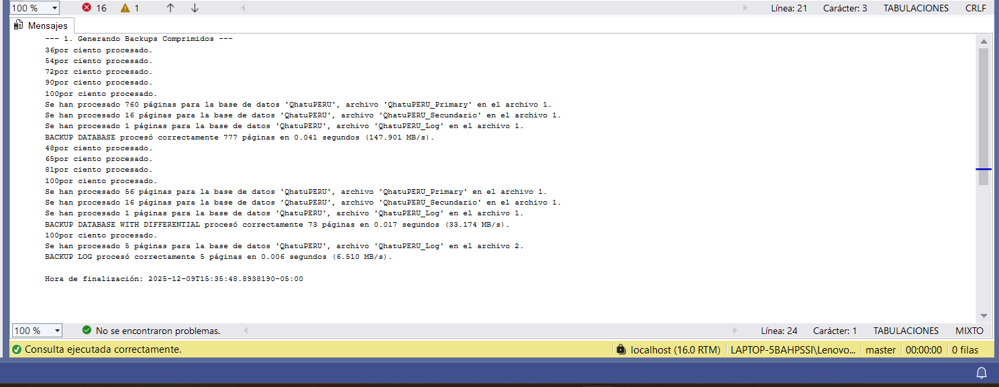 100 % 16 1 Línea: 21 Carácter: 3 TABULACIONES CRLF
Mensajes
--- 1. Generando Backups Comprimidos ---
36por ciento procesado.
54por ciento procesado.
72por ciento procesado.
90por ciento procesado.
100por ciento procesado.
Se han procesado 760 páginas para la base de datos 'QhatuPERU', archivo 'QhatuPERU_Primary' en el archivo 1.
Se han procesado 16 páginas para la base de datos 'QhatuPERU', archivo 'QhatuPERU_Secundario' en el archivo 1.
Se han procesado 1 páginas para la base de datos 'QhatuPERU', archivo 'QhatuPERU_Log' en el archivo 1.
BACKUP DATABASE procesó correctamente 777 páginas en 0.041 segundos (147.901 MB/s).
48por ciento procesado.
65por ciento procesado.
81por ciento procesado.
100por ciento procesado.
Se han procesado 56 páginas para la base de datos 'QhatuPERU', archivo 'QhatuPERU_Primary' en el archivo 1.
Se han procesado 16 páginas para la base de datos 'QhatuPERU', archivo 'QhatuPERU_Secundario' en el archivo 1.
Se han procesado 1 páginas para la base de datos 'QhatuPERU', archivo 'QhatuPERU_Log' en el archivo 1.
BACKUP DATABASE WITH DIFFERENTIAL procesó correctamente 73 páginas en 0.017 segundos (33.174 MB/s).
100por ciento procesado.
Se han procesado 5 páginas para la base de datos 'QhatuPERU', archivo 'QhatuPERU_Log' en el archivo 2.
BACKUP LOG procesó correctamente 5 páginas en 0.006 segundos (6.510 MB/s).
Hora de finalización: 2025-12-09T15:35:48.8938190-05:00
100 % No se encontraron problemas. Línea: 24 Carácter: 1 TABULACIONES MIXTO
Consulta ejecutada correctamente. localhost (16.0 RTM) LAPTOP-5BAHPSSI\Lenovo... master 00:00:00 0 filas